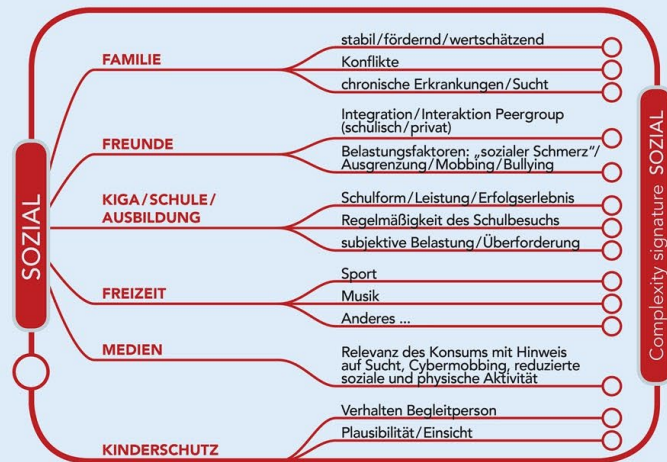 SOZIAL
FAMILIE
stabil/fördernd/wertschätzend
Konflikte
chronische Erkrankungen/Sucht
FREUNDE
Integration/Interaktion Peergroup
(schulisch/privat)
Belastungsfaktoren: „sozialer Schmerz“/
Ausgrenzung/Mobbing/Bullying
KIGA/SCHULE/
AUSBILDUNG
Schulform/Leistung/Erfolgserlebnis
Regelmäßigkeit des Schulbesuchs
subjektive Belastung/Überforderung
FREIZEIT
Sport
Musik
Anderes ...
MEDIEN
Relevanz des Konsums mit Hinweis
auf Sucht, Cybermobbing, reduzierte
soziale und physische Aktivität
KINDERSCHUTZ
Verhalten Begleitperson
Plausibilität/Einsicht
Complexity signature SOZIAL